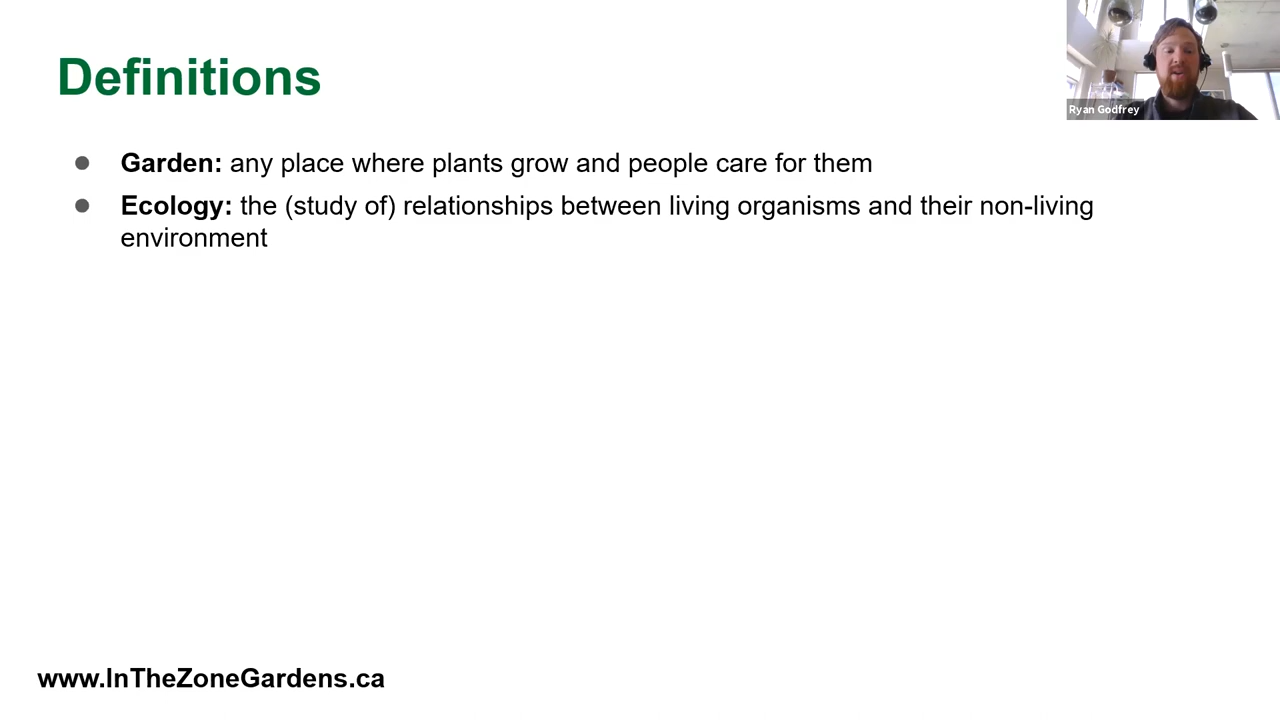 Definitions
Ryan Godfrey
● Garden: any place where plants grow and people care for them
● Ecology: the (study of) relationships between living organisms and their non-living
environment
www.InTheZoneGardens.ca